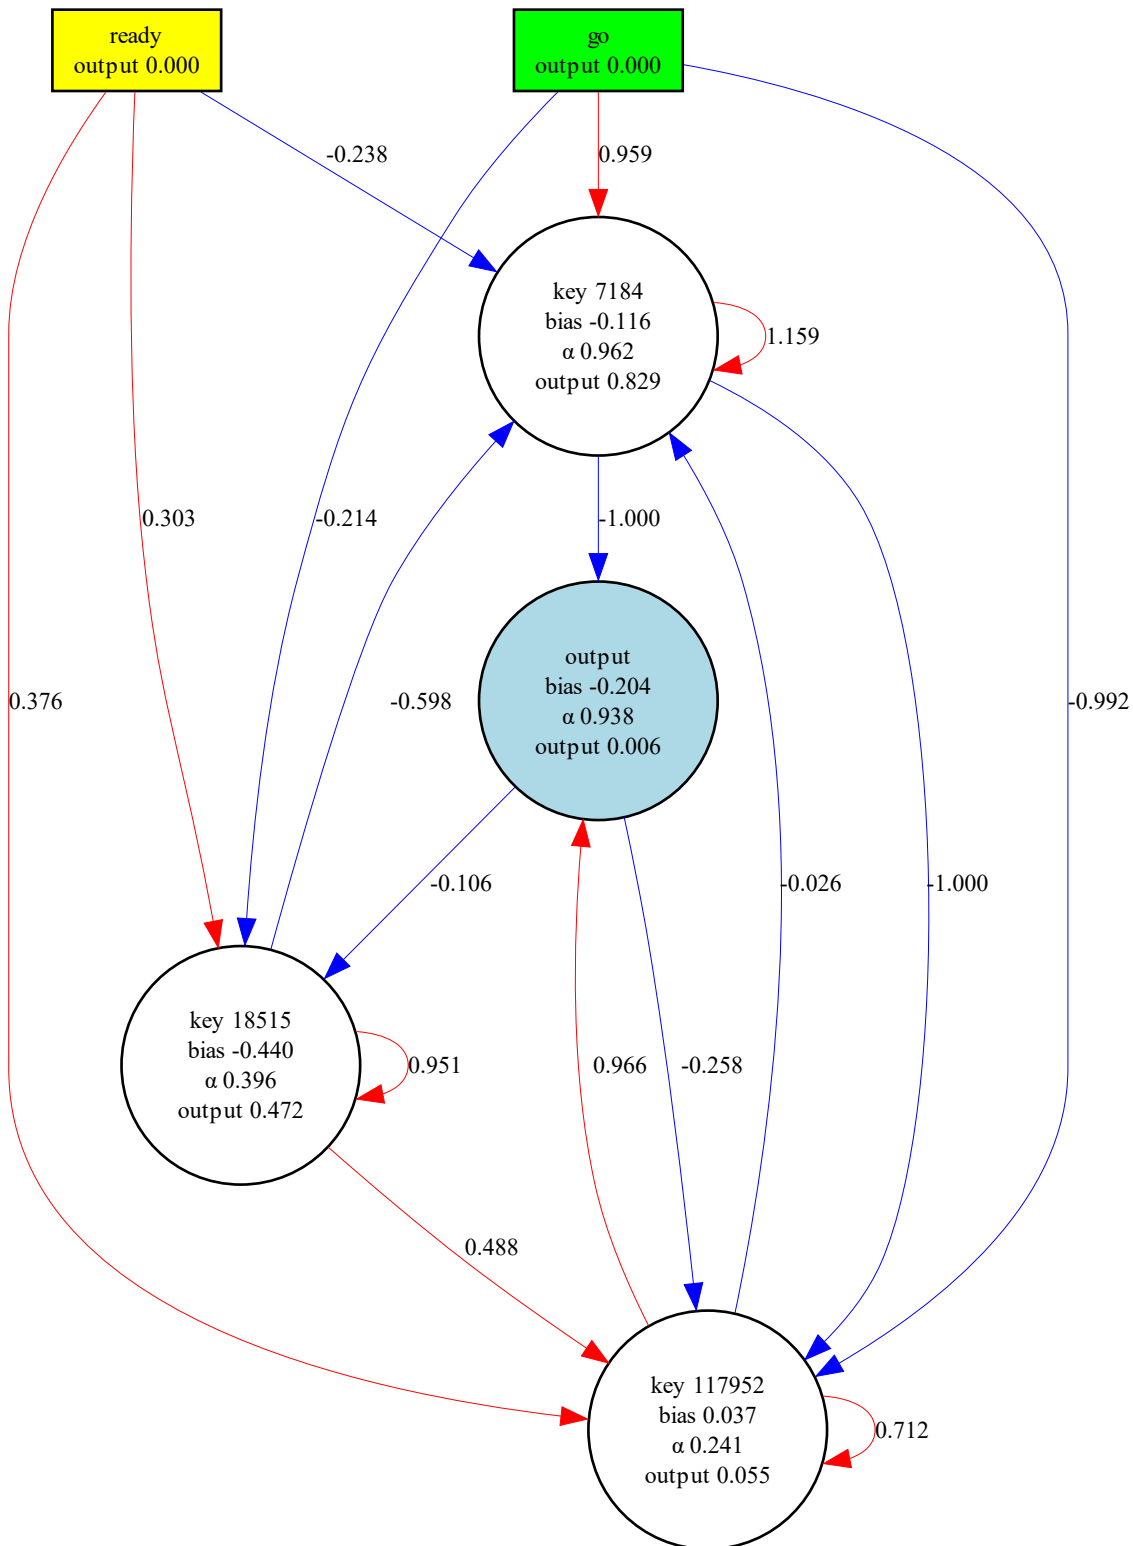 ready
output 0.000
go
output 0.000
-0.238
0.959
key 7184
bias -0.116
α 0.962
output 0.829
1.159
0.303
-0.214
-1.000
output
bias -0.204
α 0.938
output 0.006
0.376
-0.598
-0.992
-0.106
-0.026
-1.000
key 18515
bias -0.440
α 0.396
output 0.472
0.951
0.966
-0.258
0.488
key 117952
bias 0.037
α 0.241
output 0.055
0.712